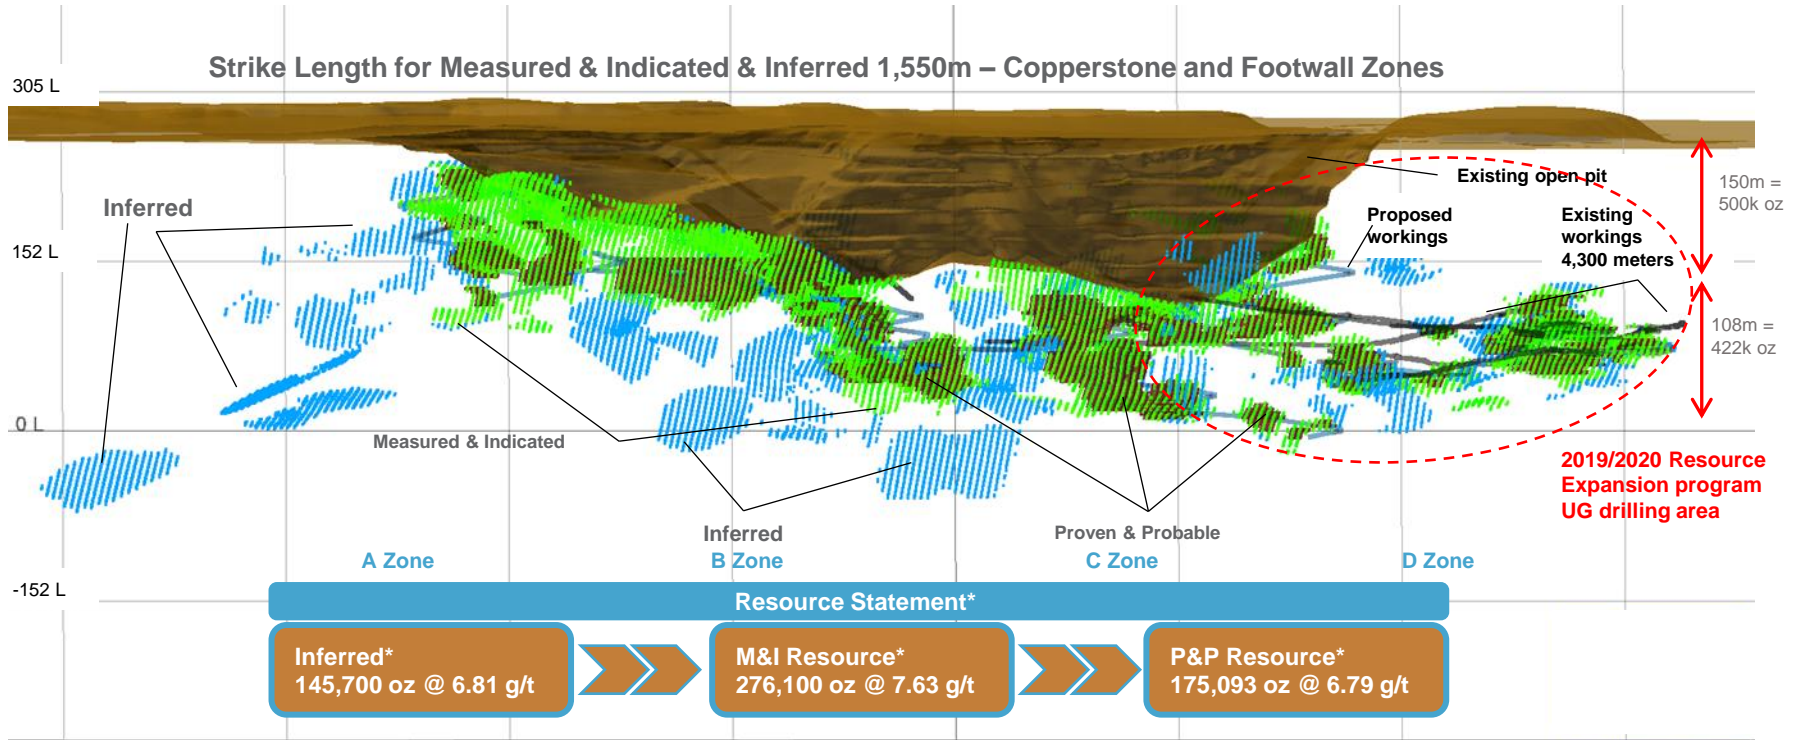 Strike Length for Measured & Indicated & Inferred 1,550m – Copperstone and Footwall Zones
305 L
Existing open pit
150m =
500k oz
Inferred
Proposed
workings
Existing
workings
4,300 meters
152 L
108m =
422k oz
0 L
Measured & Indicated
2019/2020 Resource
Expansion program
UG drilling area
Inferred
Proven & Probable
A Zone
B Zone
C Zone
D Zone
-152 L
Resource Statement*
Inferred*
145,700 oz @ 6.81 g/t
M&I Resource*
276,100 oz @ 7.63 g/t
P&P Resource*
175,093 oz @ 6.79 g/t